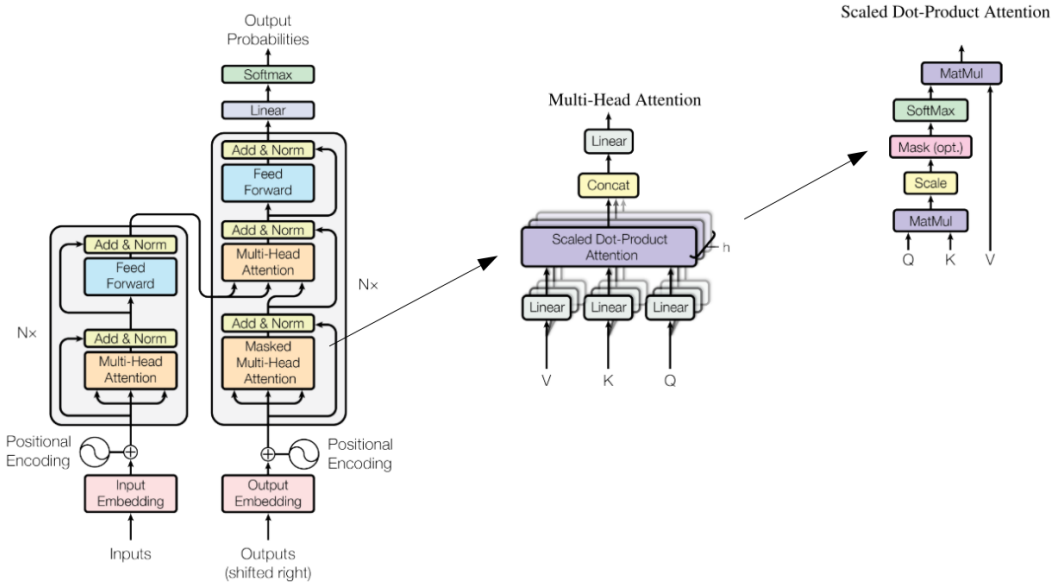 Output
Probabilities
Softmax
Linear
Add & Norm
Feed
Forward
Add & Norm
Multi-Head
Attention
Add & Norm
Masked
Multi-Head
Attention
Nx
Add & Norm
Feed
Forward
Add & Norm
Multi-Head
Attention
Nx
Positional
Encoding
Positional
Encoding
Input
Embedding
Output
Embedding
Inputs
Outputs
(shifted right)
Multi-Head Attention
Linear
Concat
Scaled Dot-Product
Attention
h
Linear
Linear
Linear
V
K
Q
Scaled Dot-Product Attention
MatMul
SoftMax
Mask (opt.)
Scale
MatMul
Q
K
V